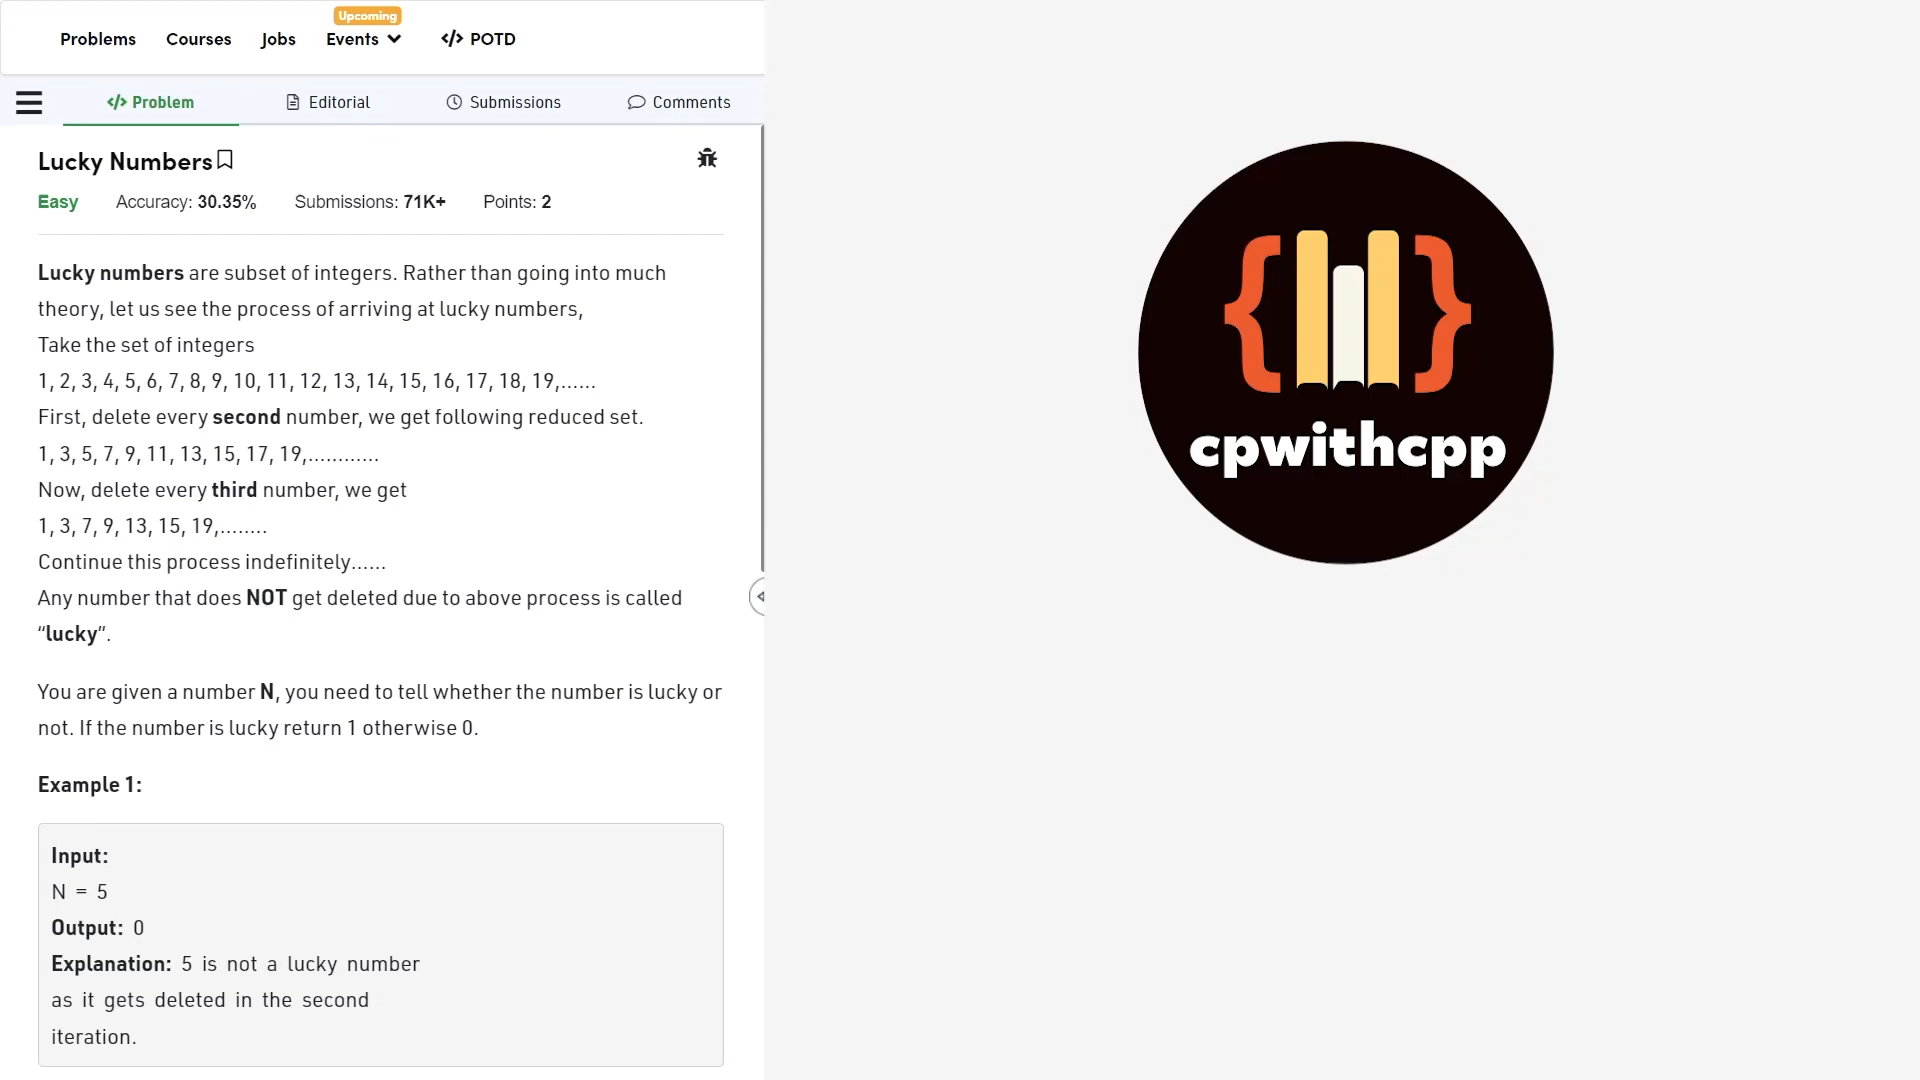 Upcoming
Problems Courses Jobs Events </> POTD
</> Problem Editorial Submissions Comments
Lucky Numbers
Easy Accuracy: 30.35% Submissions: 71K+ Points: 2
Lucky numbers are subset of integers. Rather than going into much
theory, let us see the process of arriving at lucky numbers,
Take the set of integers
1, 2, 3, 4, 5, 6, 7, 8, 9, 10, 11, 12, 13, 14, 15, 16, 17, 18, 19,......
First, delete every second number, we get following reduced set.
1, 3, 5, 7, 9, 11, 13, 15, 17, 19,............
Now, delete every third number, we get
1, 3, 7, 9, 13, 15, 19,........
Continue this process indefinitely......
Any number that does NOT get deleted due to above process is called
“lucky”.
You are given a number N, you need to tell whether the number is lucky or
not. If the number is lucky return 1 otherwise 0.
Example 1:
Input:
N = 5
Output: 0
Explanation: 5 is not a lucky number
as it gets deleted in the second
iteration.
cpwithcpp